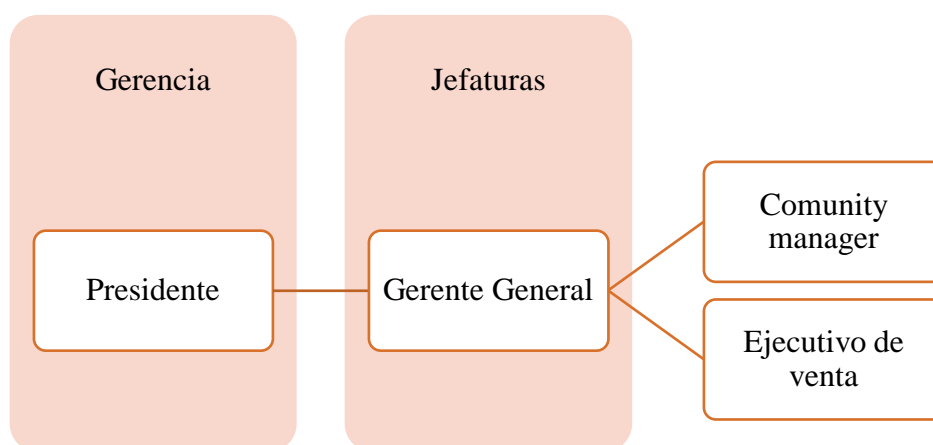 Gerencia
Jefaturas
Presidente
Gerente General
Comunity
manager
Ejecutivo de
venta